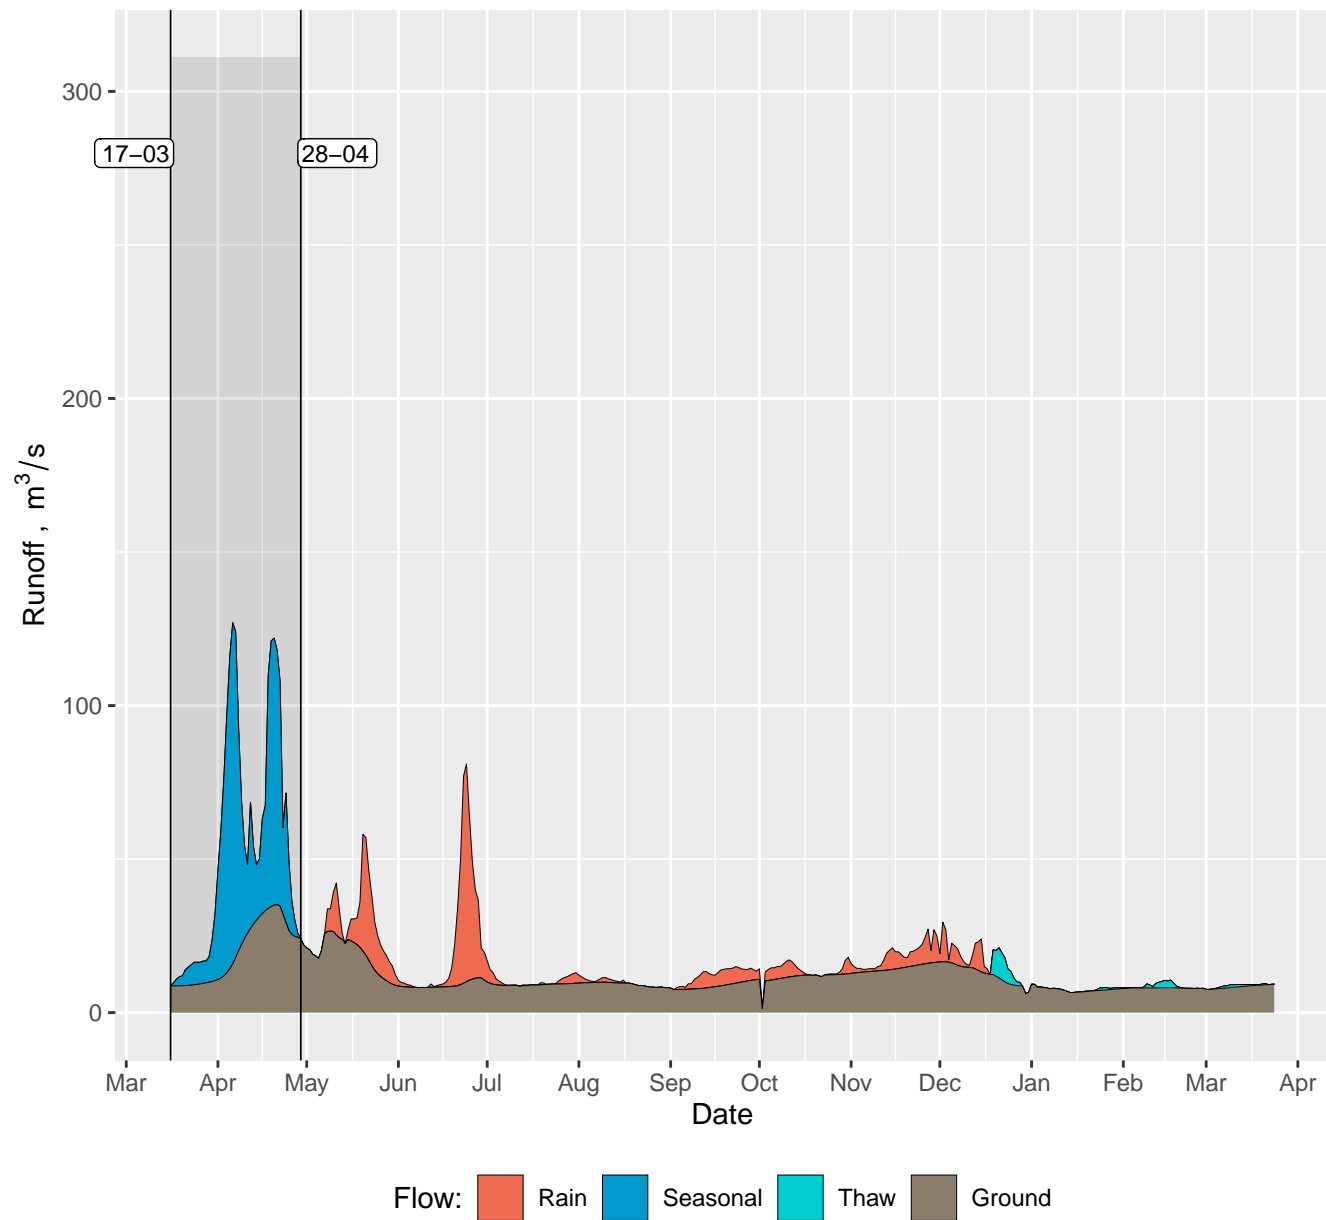 300
17−03
28−04
200
100
0
Runoff , m³/s
Mar Apr May Jun Jul Aug Sep Oct Nov Dec Jan Feb Mar Apr
Date
Flow: Rain Seasonal Thaw Ground